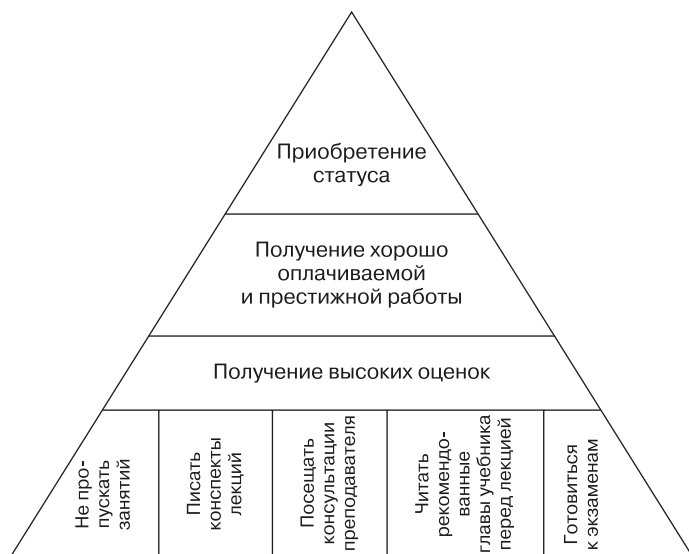 Приобретение
статуса
Получение хорошо
оплачиваемой
и престижной работы
Получение высоких оценок
Не про-
пускать
занятий
Писать
конспекты
лекций
Посещать
консультации
преподавателя
Читать
рекомендо-
ванные
главы учебника
перед лекцией
Готовиться
к экзаменам